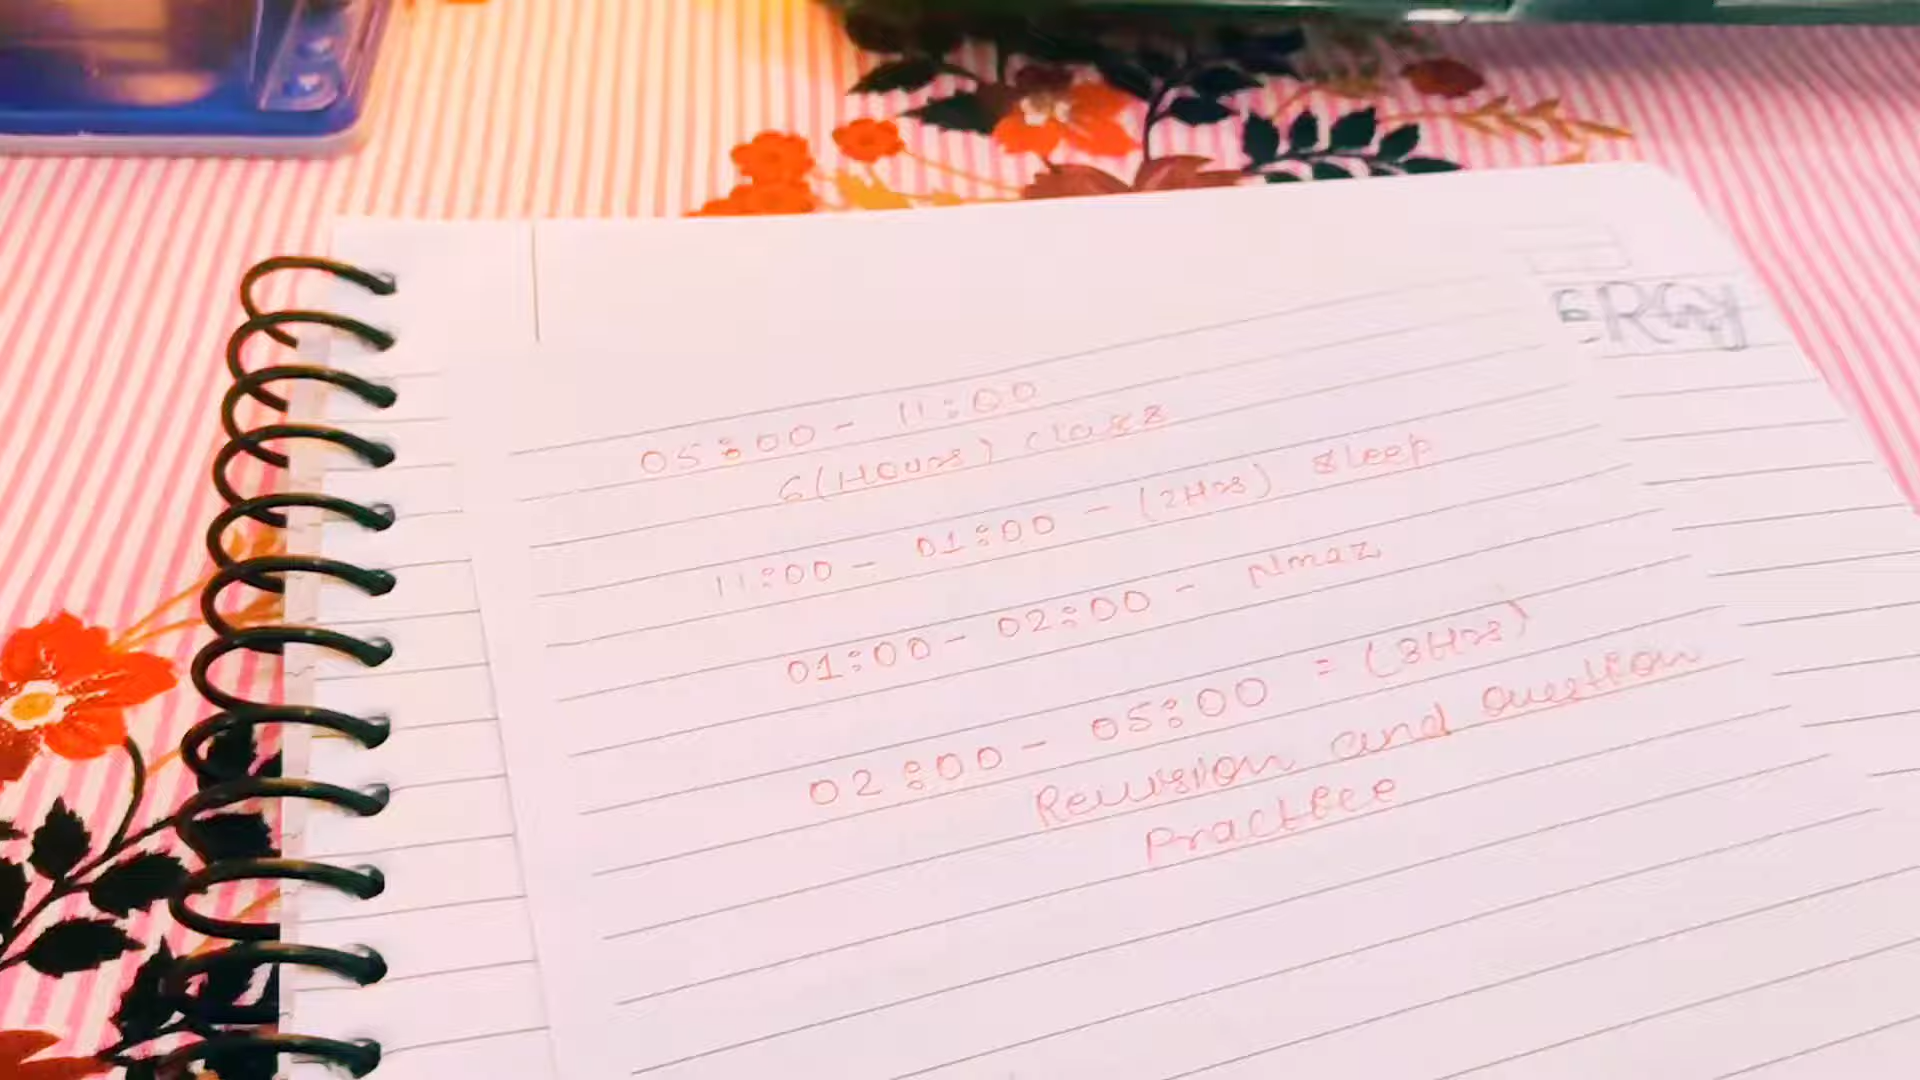 05:00 - 11:00
6(Hours) class
11:00 - 01:00 - (2Hrs) sleep
01:00 - 02:00 - Nmaz
02:00 - 05:00 = (3Hrs)
Revision and Question
Practice